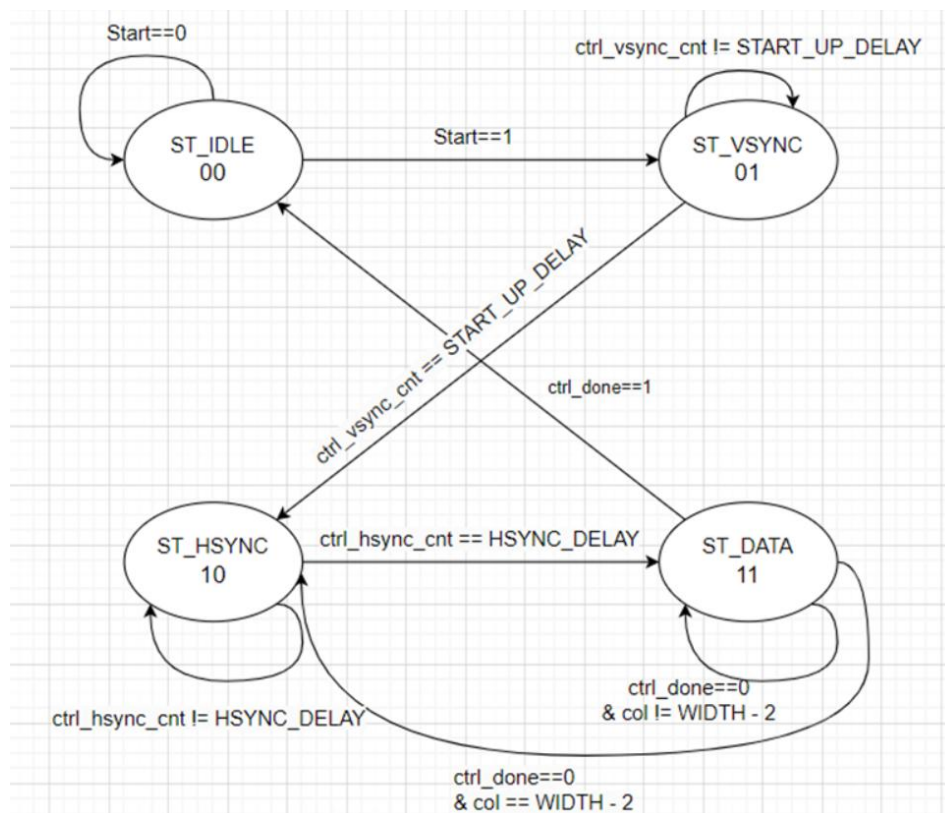 Start==0
ctrl_vsync_cnt != START_UP_DELAY
ST_IDLE
00
Start==1
ST_VSYNC
01
ctrl_vsync_cnt == START_UP_DELAY
ctrl_done==1
ST_HSYNC
10
ctrl_hsync_cnt == HSYNC_DELAY
ST_DATA
11
ctrl_hsync_cnt != HSYNC_DELAY
ctrl_done==0
& col != WIDTH - 2
ctrl_done==0
& col == WIDTH - 2